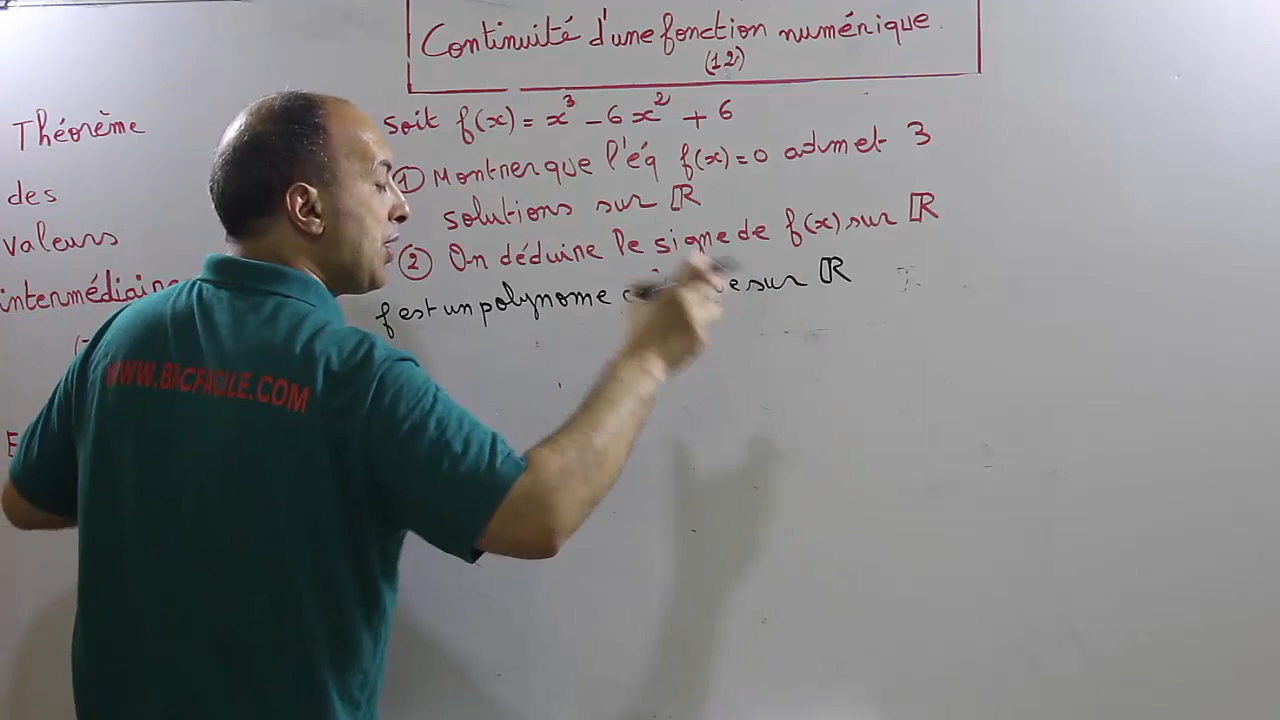 Continuité d'une fonction numérique
(12)
Théorème
des
valeurs
intermédiaire
soit f(x) = x³ - 6x² + 6
① Montrer que l'éq f(x)=0 admet 3
solutions sur ℝ
② On déduire le signe de f(x) sur ℝ
f est un polynome sur ℝ
WWW.BACFACILE.COM